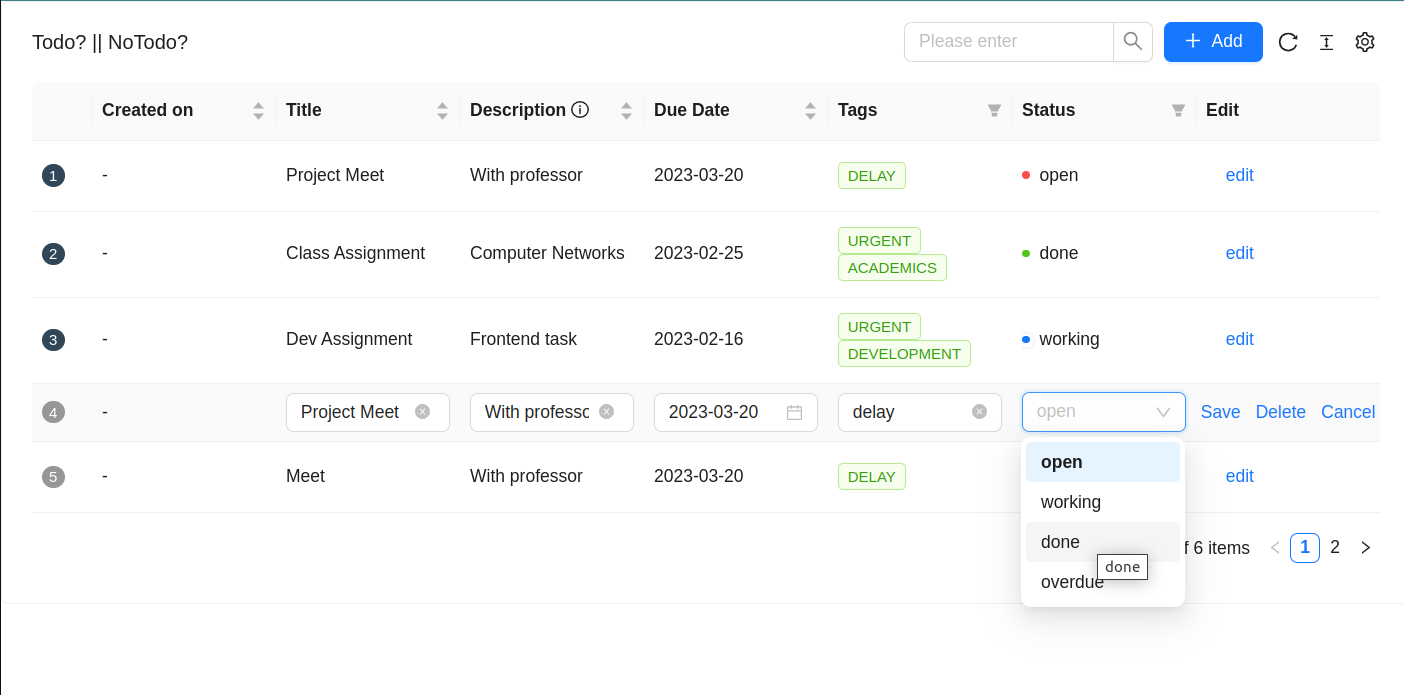 Todo? || NoTodo?
Please enter
Add
Created on Title Description Due Date Tags Status Edit
1 - Project Meet With professor 2023-03-20 DELAY open edit
2 - Class Assignment Computer Networks 2023-02-25 URGENT done edit
ACADEMICS
3 - Dev Assignment Frontend task 2023-02-16 URGENT working edit
DEVELOPMENT
4 - Project Meet With professo 2023-03-20 delay open Save Delete Cancel
5 - Meet With professor 2023-03-20 DELAY edit
open
working
done
done
overdue
f 6 items 1 2